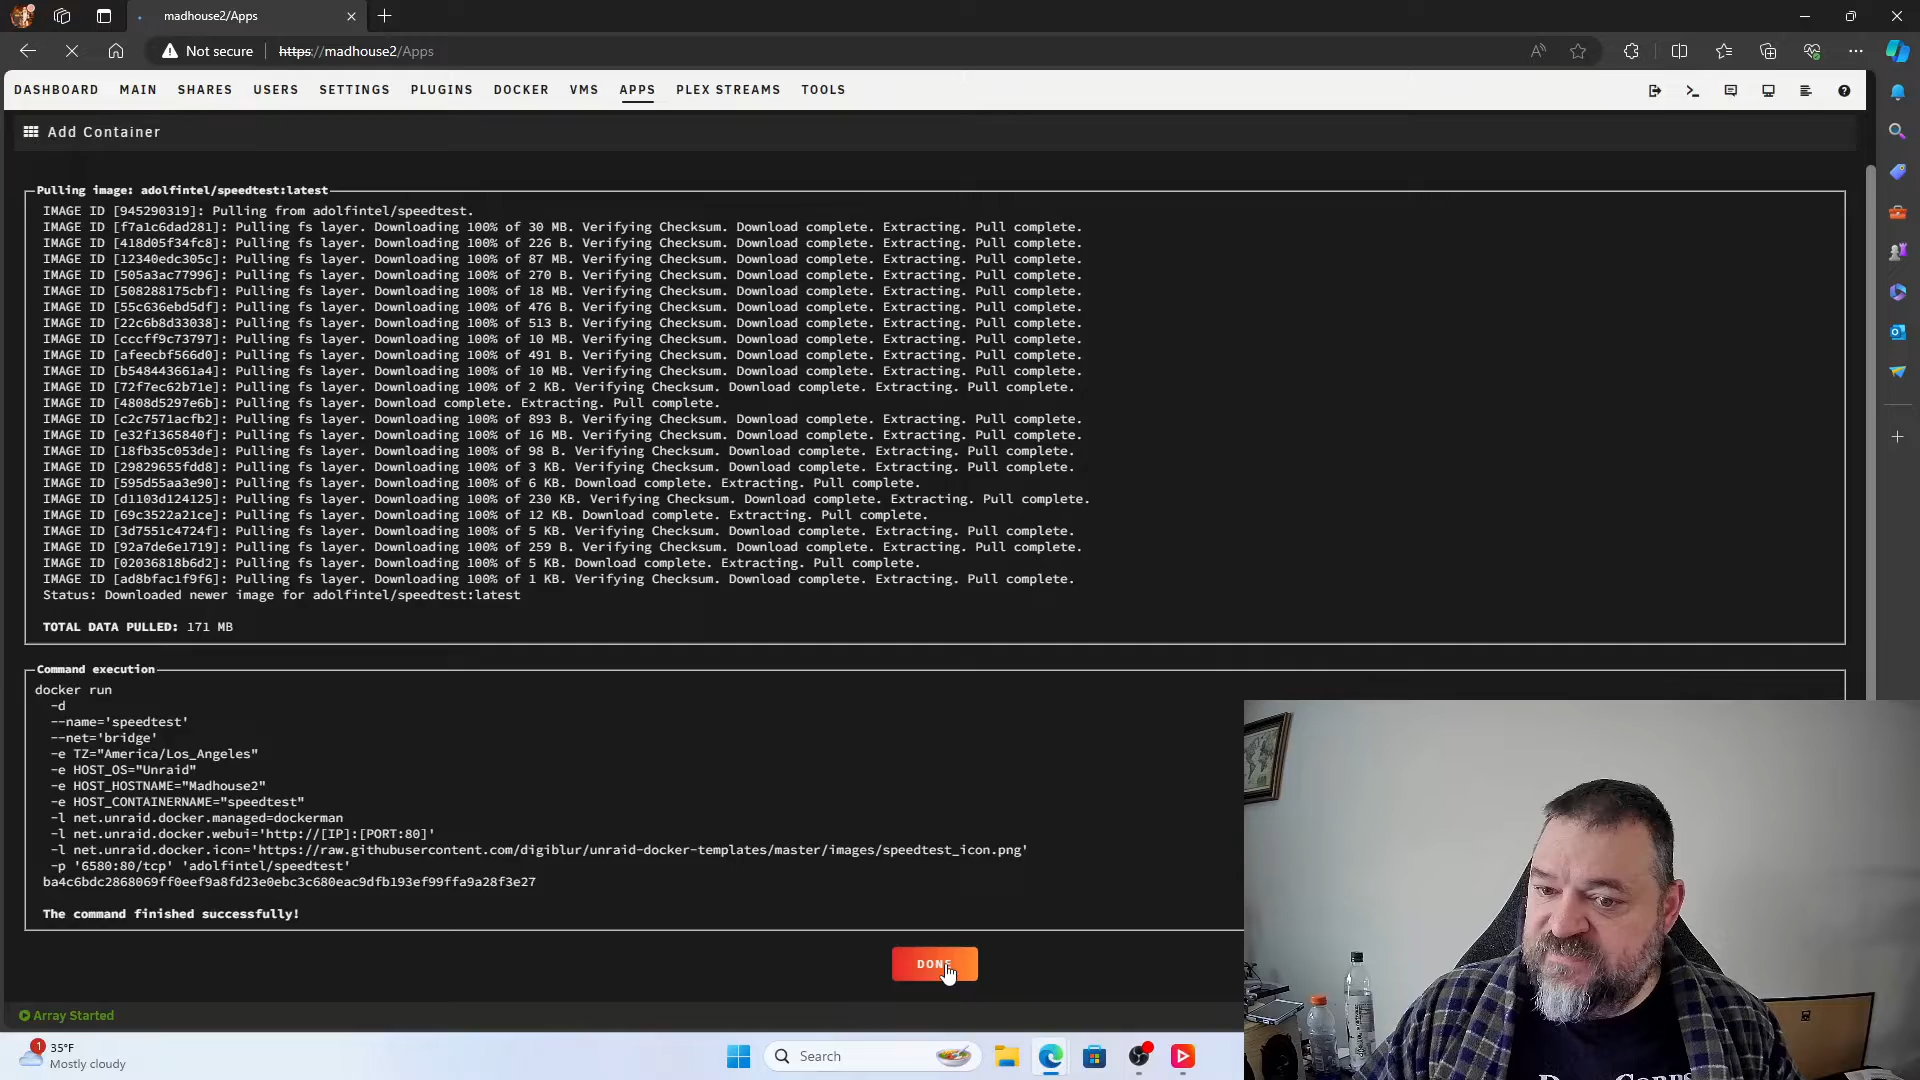 madhouse2/Apps
Not secure
https://madhouse2/Apps
DASHBOARD MAIN SHARES USERS SETTINGS PLUGINS DOCKER VMS APPS PLEX STREAMS TOOLS
Add Container
Pulling image: adolfintel/speedtest:latest
IMAGE ID [945290319]: Pulling from adolfintel/speedtest.
IMAGE ID [f7a1c6dad281]: Pulling fs layer. Downloading 100% of 30 MB. Verifying Checksum. Download complete. Extracting. Pull complete.
IMAGE ID [418d05f34fc8]: Pulling fs layer. Downloading 100% of 226 B. Verifying Checksum. Download complete. Extracting. Pull complete.
IMAGE ID [12340edc305c]: Pulling fs layer. Downloading 100% of 87 MB. Verifying Checksum. Download complete. Extracting. Pull complete.
IMAGE ID [505a3ac77996]: Pulling fs layer. Downloading 100% of 270 B. Verifying Checksum. Download complete. Extracting. Pull complete.
IMAGE ID [508288175cbf]: Pulling fs layer. Downloading 100% of 18 MB. Verifying Checksum. Download complete. Extracting. Pull complete.
IMAGE ID [55c636ebd5df]: Pulling fs layer. Downloading 100% of 476 B. Verifying Checksum. Download complete. Extracting. Pull complete.
IMAGE ID [22c6b8d33038]: Pulling fs layer. Downloading 100% of 513 B. Verifying Checksum. Download complete. Extracting. Pull complete.
IMAGE ID [cccff9c73797]: Pulling fs layer. Downloading 100% of 10 MB. Verifying Checksum. Download complete. Extracting. Pull complete.
IMAGE ID [afeecbf566d0]: Pulling fs layer. Downloading 100% of 491 B. Verifying Checksum. Download complete. Extracting. Pull complete.
IMAGE ID [b544843661a4]: Pulling fs layer. Downloading 100% of 10 MB. Verifying Checksum. Download complete. Extracting. Pull complete.
IMAGE ID [72f7ec62b71e]: Pulling fs layer. Downloading 100% of 2 KB. Verifying Checksum. Download complete. Extracting. Pull complete.
IMAGE ID [4808d5297e6b]: Pulling fs layer. Download complete. Extracting. Pull complete.
IMAGE ID [c2c7571acfb2]: Pulling fs layer. Downloading 100% of 893 B. Verifying Checksum. Download complete. Extracting. Pull complete.
IMAGE ID [e32f1365840f]: Pulling fs layer. Downloading 100% of 16 MB. Verifying Checksum. Download complete. Extracting. Pull complete.
IMAGE ID [18fb35c053de]: Pulling fs layer. Downloading 100% of 98 B. Verifying Checksum. Download complete. Extracting. Pull complete.
IMAGE ID [29829655fdd8]: Pulling fs layer. Downloading 100% of 3 KB. Verifying Checksum. Download complete. Extracting. Pull complete.
IMAGE ID [595d55aa3e90]: Pulling fs layer. Downloading 100% of 6 KB. Download complete. Extracting. Pull complete.
IMAGE ID [d1103d124125]: Pulling fs layer. Downloading 100% of 230 KB. Verifying Checksum. Download complete. Extracting. Pull complete.
IMAGE ID [69c3522a21ce]: Pulling fs layer. Downloading 100% of 12 KB. Download complete. Extracting. Pull complete.
IMAGE ID [3d7551c4724f]: Pulling fs layer. Downloading 100% of 5 KB. Verifying Checksum. Download complete. Extracting. Pull complete.
IMAGE ID [92a7de6e1719]: Pulling fs layer. Downloading 100% of 259 B. Verifying Checksum. Download complete. Extracting. Pull complete.
IMAGE ID [02036818b6d2]: Pulling fs layer. Downloading 100% of 5 KB. Download complete. Extracting. Pull complete.
IMAGE ID [ad8bfac1f9f6]: Pulling fs layer. Downloading 100% of 1 KB. Verifying Checksum. Download complete. Extracting. Pull complete.
Status: Downloaded newer image for adolfintel/speedtest:latest
TOTAL DATA PULLED: 171 MB
Command execution
docker run
-d
--name='speedtest'
--net='bridge'
-e TZ="America/Los_Angeles"
-e HOST_OS="Unraid"
-e HOST_HOSTNAME="Madhouse2"
-e HOST_CONTAINERNAME="speedtest"
-l net.unraid.docker.managed=dockerman
-l net.unraid.docker.webui='http://[IP]:[PORT:80]'
-l net.unraid.docker.icon='https://raw.githubusercontent.com/digiblur/unraid-docker-templates/master/images/speedtest_icon.png'
-p '6580:80/tcp' 'adolfintel/speedtest'
ba4c6bdc2868069ff0eef9a8fd23e0ebc3c680eac9dfb193ef99ffa9a28f3e27
The command finished successfully!
DONE
Array Started
1
35°F
Mostly cloudy
Search